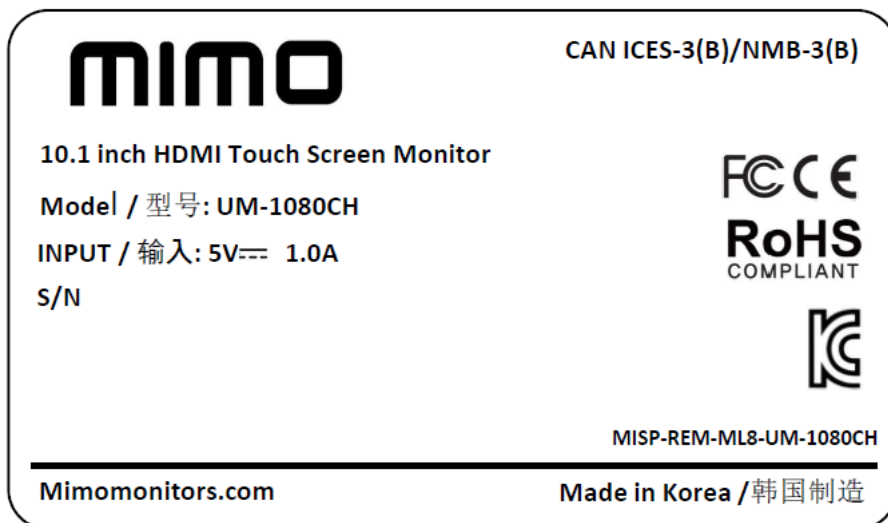 mimo
CAN ICES-3(B)/NMB-3(B)
10.1 inch HDMI Touch Screen Monitor
Model / 型号: UM-1080CH
INPUT / 输入: 5V⎓ 1.0A
S/N
FC CE
RoHS
COMPLIANT
KC
MISP-REM-ML8-UM-1080CH
Mimomonitors.com
Made in Korea /韩国制造